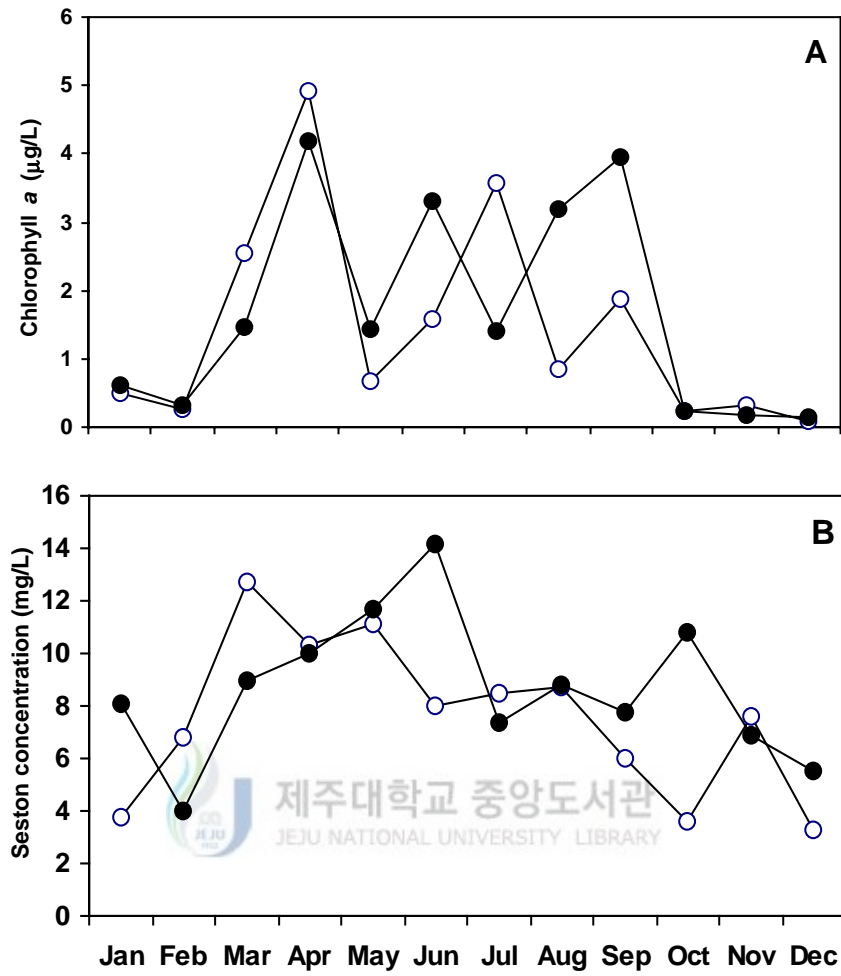 A
Chlorophyll a (µg/L)
6
5
4
3
2
1
0
B
Seston concentration (mg/L)
16
14
12
10
8
6
4
2
0
제주대학교 중앙도서관
JEJU NATIONAL UNIVERSITY LIBRARY
JEJU
Jan Feb Mar Apr May Jun Jul Aug Sep Oct Nov Dec